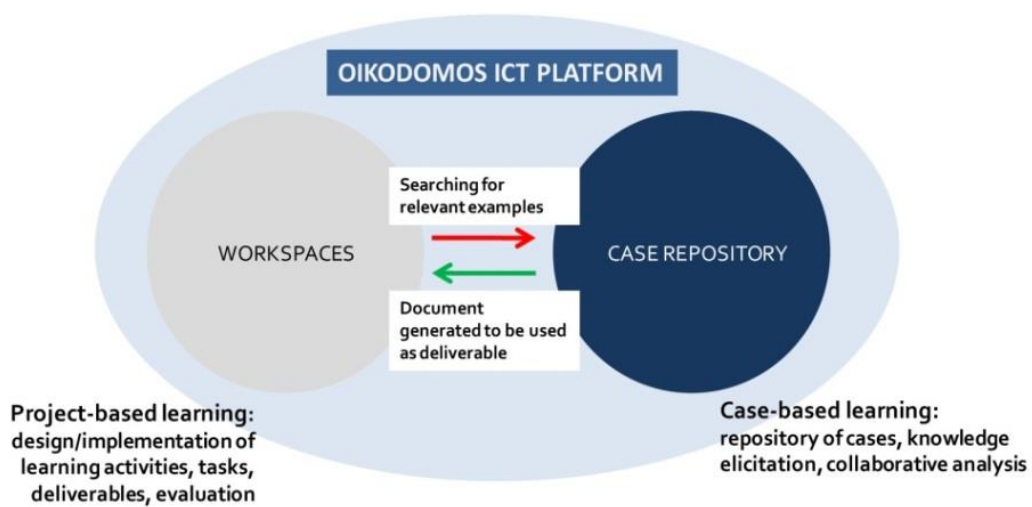 OIKODOMOS ICT PLATFORM
Searching for
relevant examples
WORKSPACES
CASE REPOSITORY
Document
generated to be used
as deliverable
Project-based learning:
design/implementation of
learning activities, tasks,
deliverables, evaluation
Case-based learning:
repository of cases, knowledge
elicitation, collaborative analysis